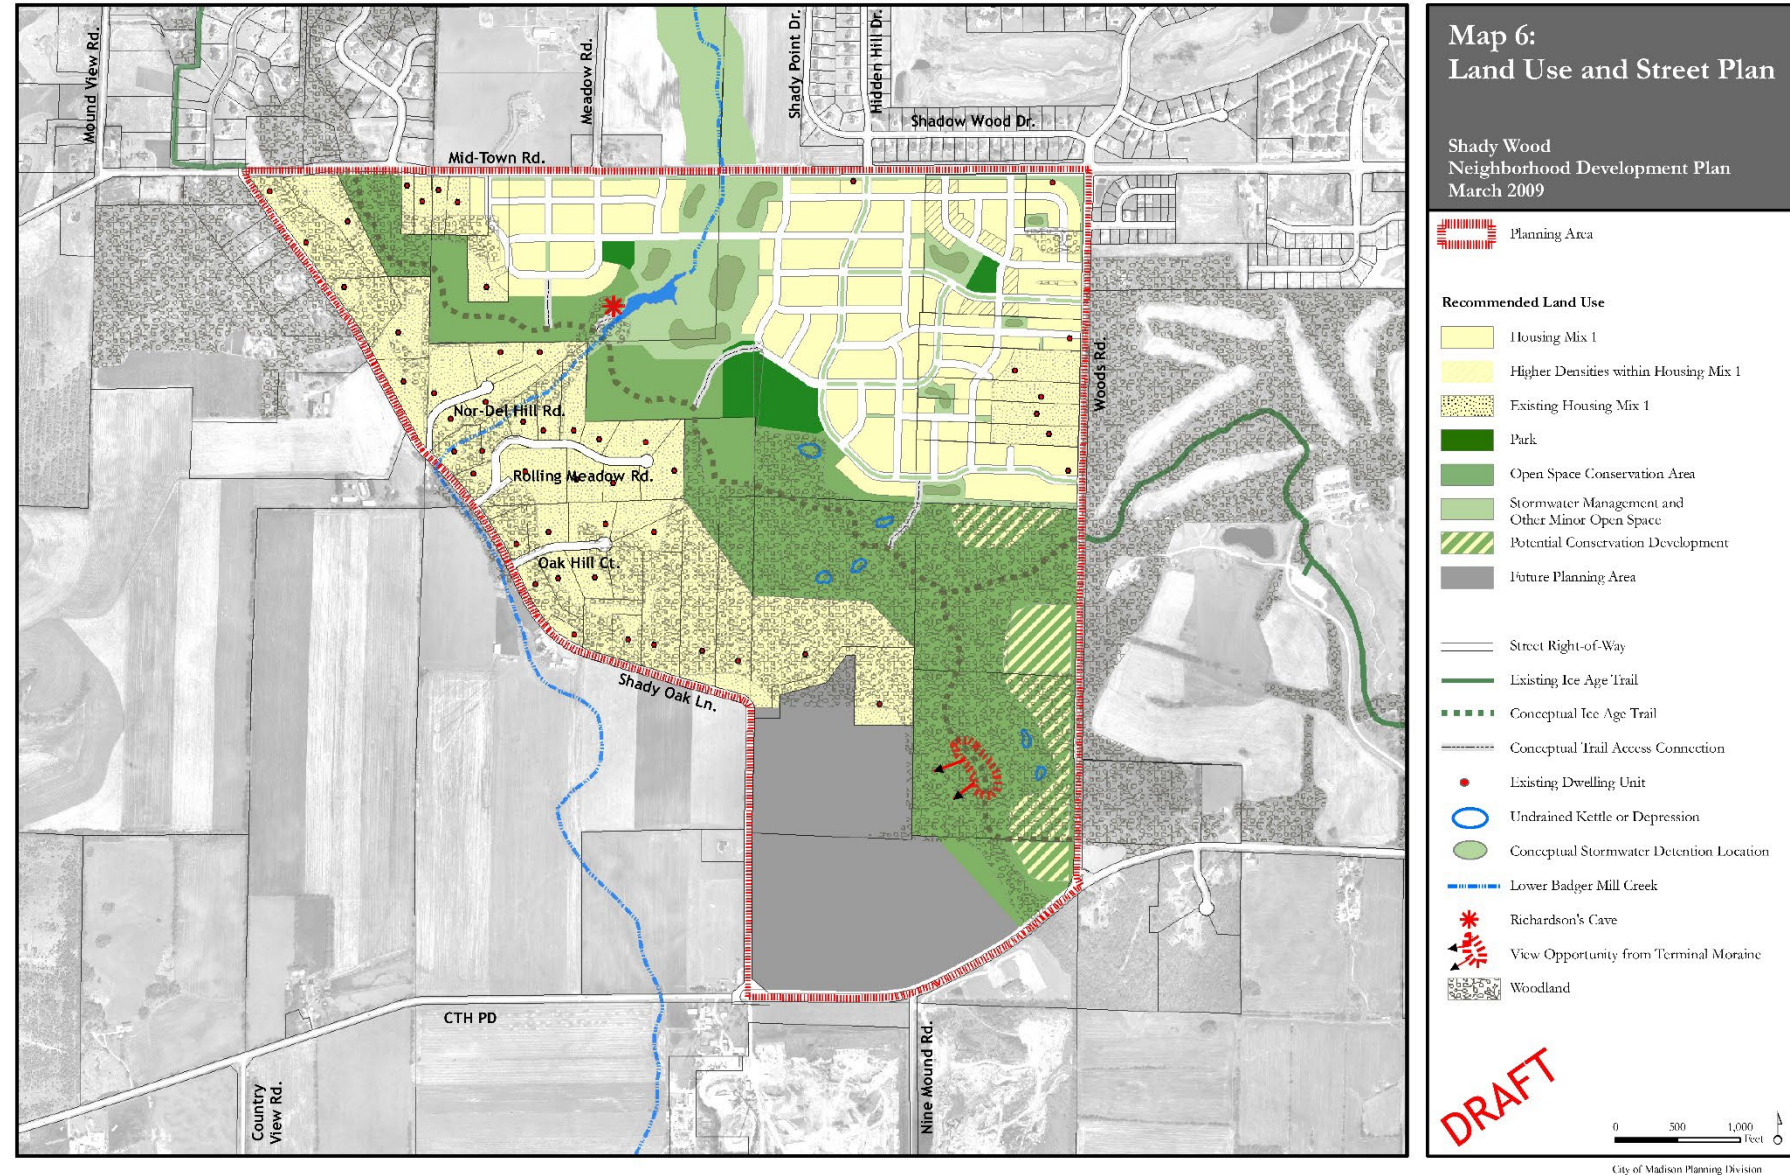 Map 6:
Land Use and Street Plan
Shady Wood
Neighborhood Development Plan
March 2009
Mound View Rd.
Meadow Rd.
Shady Point Dr.
Hidden Hill Dr.
Shadow Wood Dr.
Mid-Town Rd.
Woods Rd.
Nor-Del Hill Rd.
Rolling Meadow Rd.
Oak Hill Ct.
Shady Oak Ln.
CTH PD
Country
View Rd.
Nine Mound Rd.
Planning Area
Recommended Land Use
Housing Mix 1
Higher Densities within Housing Mix 1
Existing Housing Mix 1
Park
Open Space Conservation Area
Stormwater Management and
Other Minor Open Space
Potential Conservation Development
Future Planning Area
Street Right-of-Way
Existing Ice Age Trail
Conceptual Ice Age Trail
Conceptual Trail Access Connection
Existing Dwelling Unit
Undrained Kettle or Depression
Conceptual Stormwater Detention Location
Lower Badger Mill Creek
Richardson's Cave
View Opportunity from Terminal Moraine
Woodland
DRAFT
0 500 1,000
Feet
City of Madison Planning Division